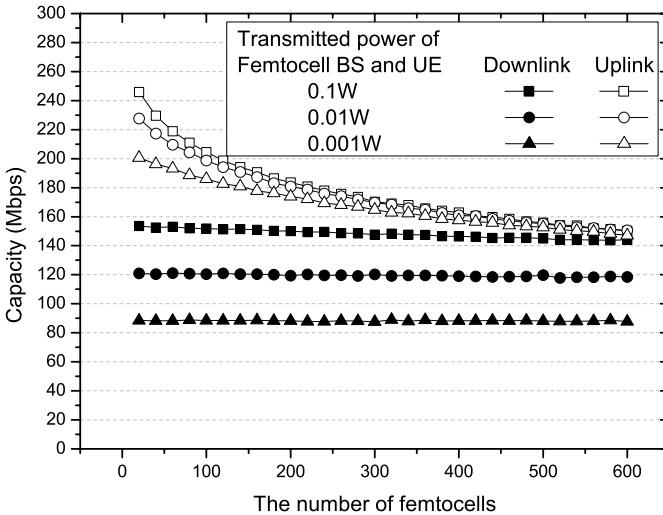 Transmitted power of
Femtocell BS and UE Downlink Uplink
0.1W
0.01W
0.001W
300
280
260
240
220
200
180
160
140
120
100
80
60
40
20
0
Capacity (Mbps)
0 100 200 300 400 500 600
The number of femtocells